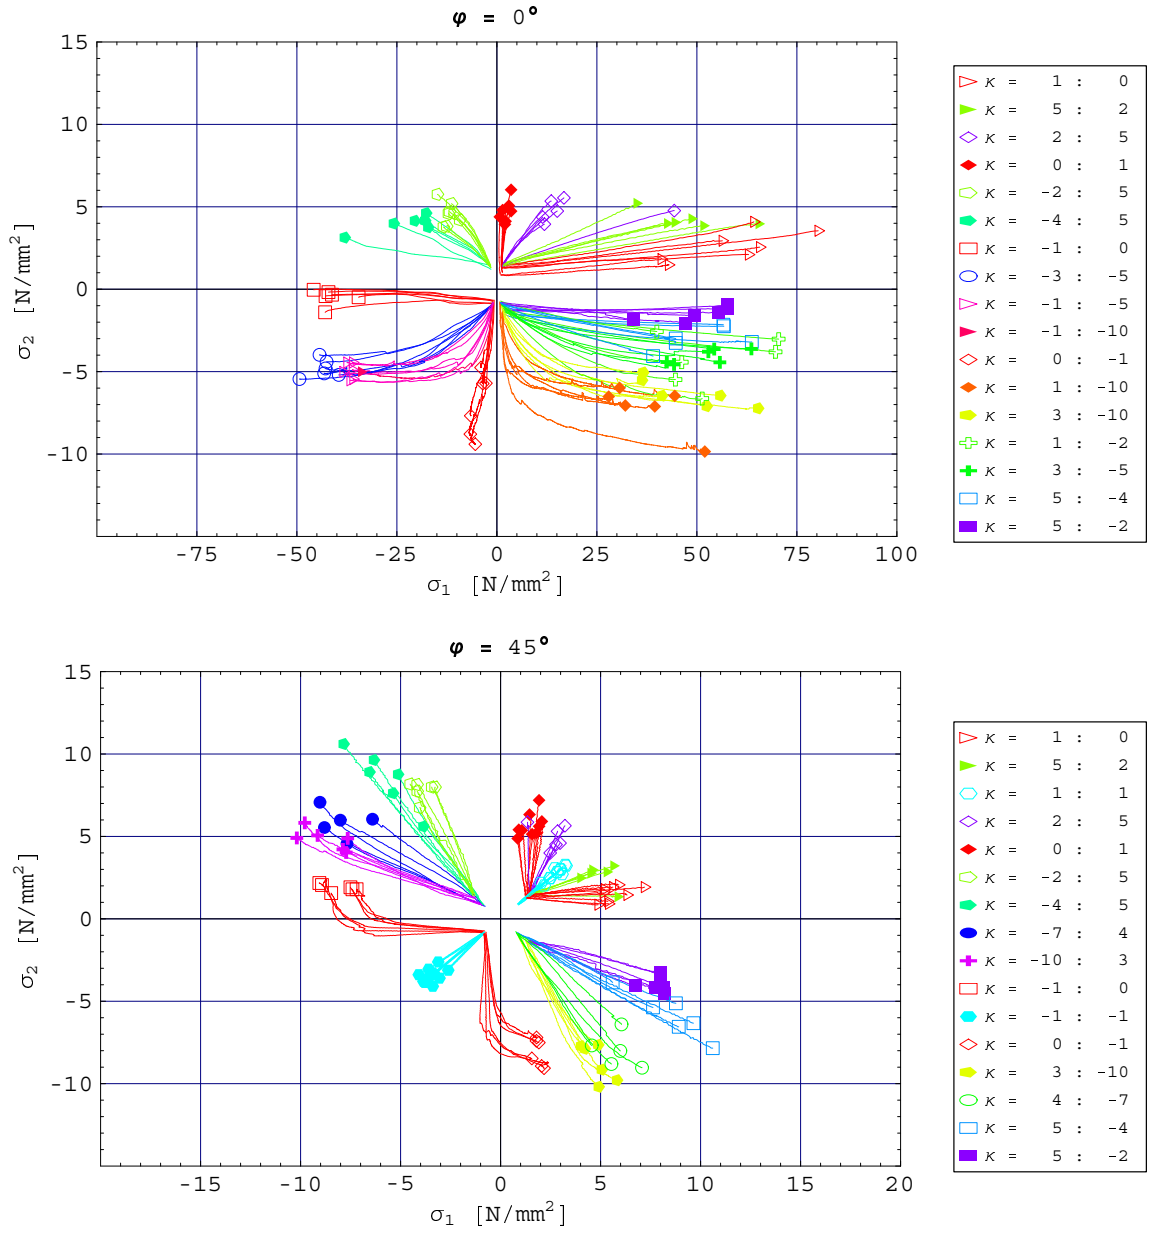 φ = 0°
15
10
5
0
-5
-10
σ2 [N/mm2]
-75 -50 -25 0 25 50 75 100
σ1 [N/mm2]
κ = 1 : 0
κ = 5 : 2
κ = 2 : 5
κ = 0 : 1
κ = -2 : 5
κ = -4 : 5
κ = -1 : 0
κ = -3 : -5
κ = -1 : -5
κ = -1 : -10
κ = 0 : -1
κ = 1 : -10
κ = 3 : -10
κ = 1 : -2
κ = 3 : -5
κ = 5 : -4
κ = 5 : -2
φ = 45°
15
10
5
0
-5
-10
σ2 [N/mm2]
-15 -10 -5 0 5 10 15 20
σ1 [N/mm2]
κ = 1 : 0
κ = 5 : 2
κ = 1 : 1
κ = 2 : 5
κ = 0 : 1
κ = -2 : 5
κ = -4 : 5
κ = -7 : 4
κ = -10 : 3
κ = -1 : 0
κ = -1 : -1
κ = 0 : -1
κ = 3 : -10
κ = 4 : -7
κ = 5 : -4
κ = 5 : -2